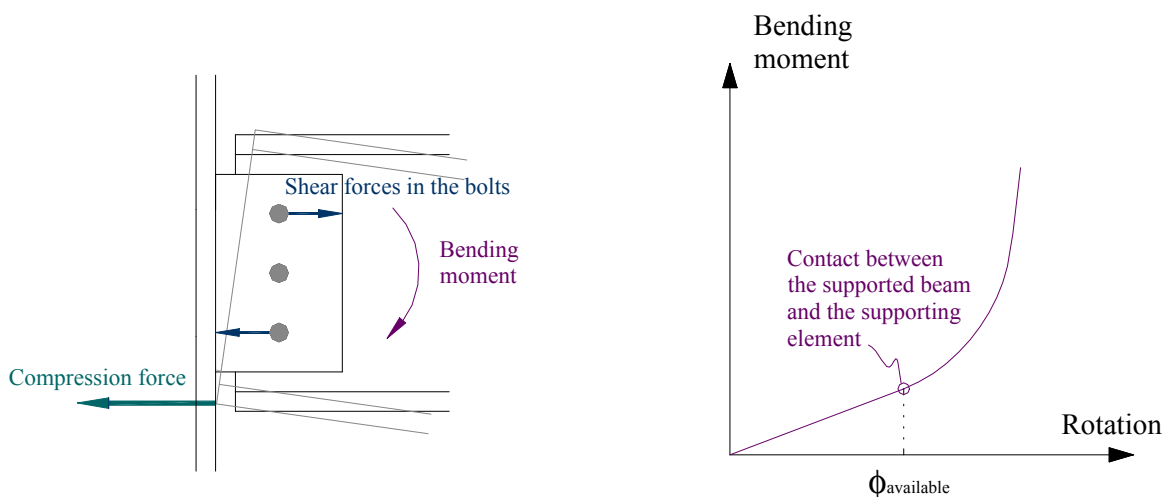 Shear forces in the bolts
Bending
moment
Compression force
Bending
moment
Contact between
the supported beam
and the supporting
element
Rotation
ϕavailable